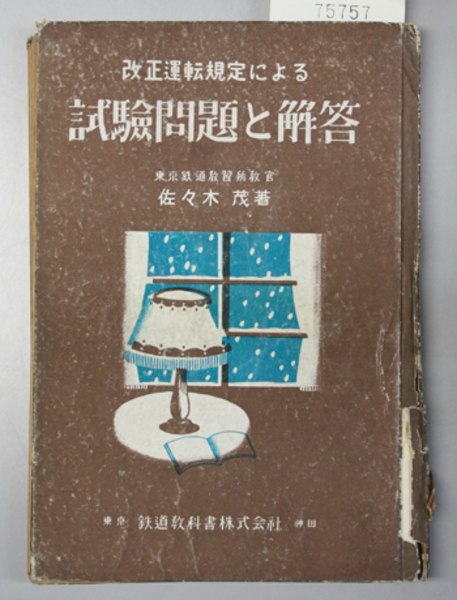 75757
改正運転規定による
試驗問題と解答
東京鉄道教習所教官
佐々木 茂著
東京 鉄道教科書株式会社 神田